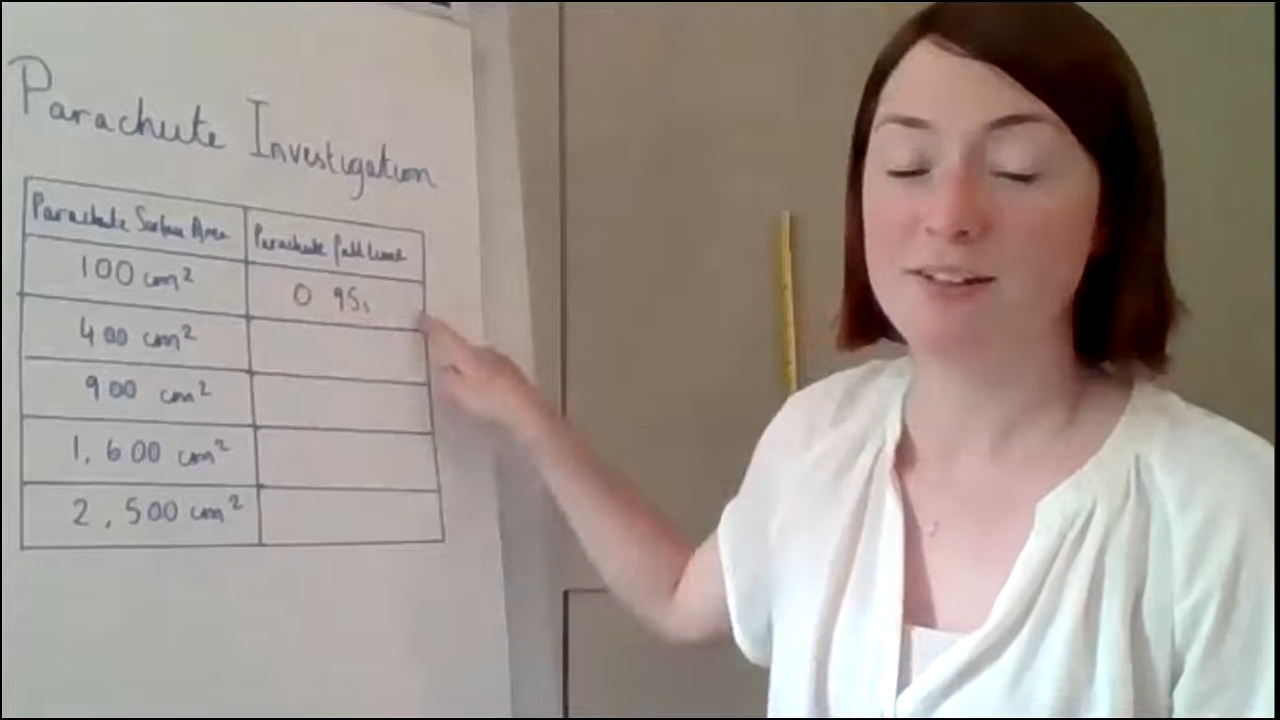 Parachute Investigation
Parachute Surface Area Parachute fall time
100 cm² 0 95s
400 cm²
900 cm²
1,600 cm²
2,500 cm²